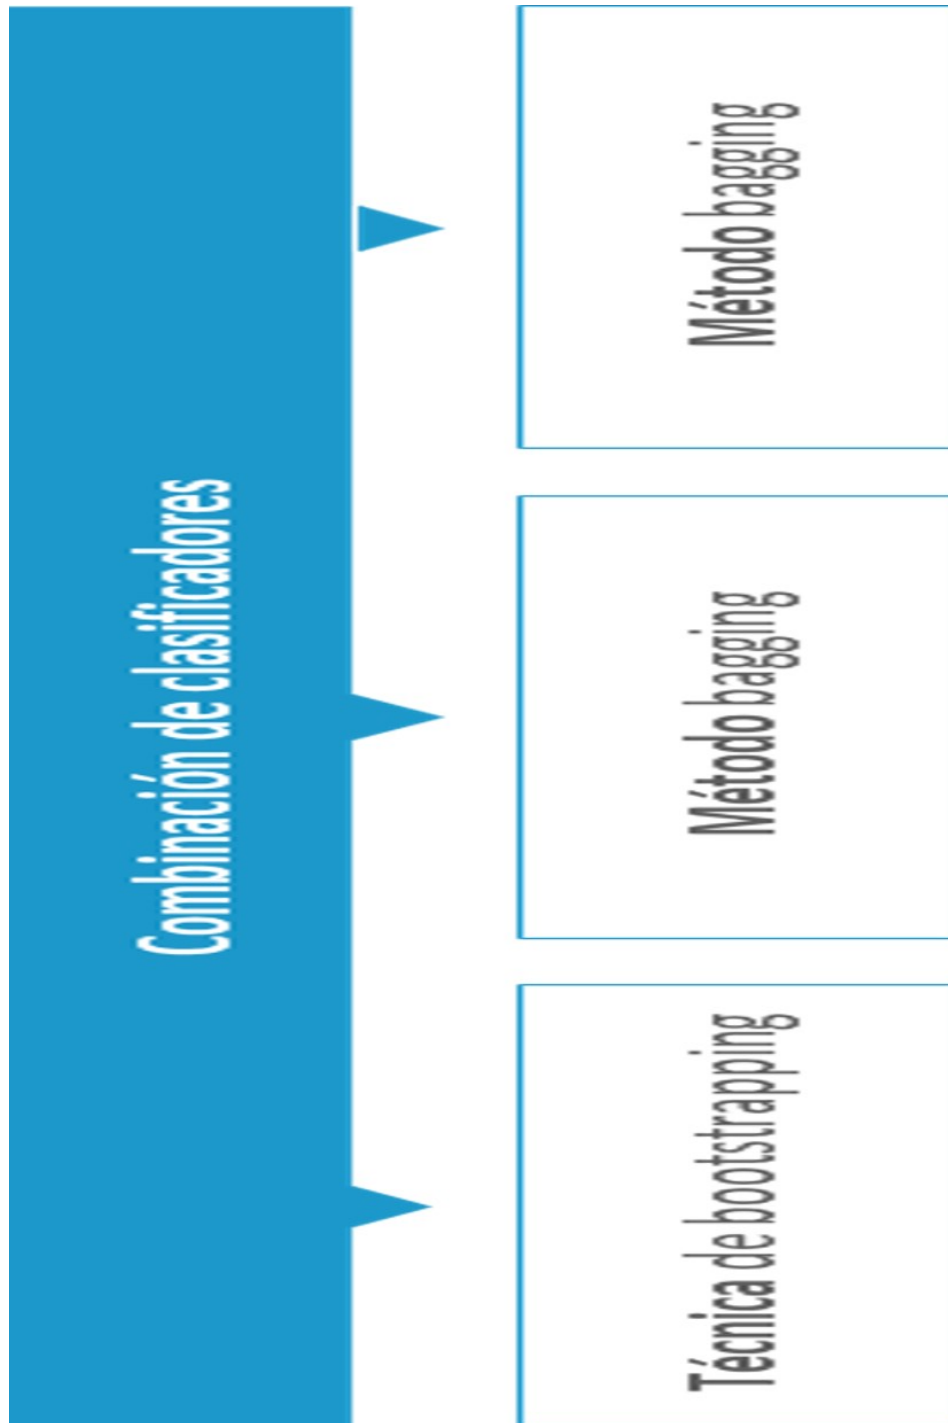 Combinación de clasificadores
Técnica de bootstrapping
Método bagging
Método bagging